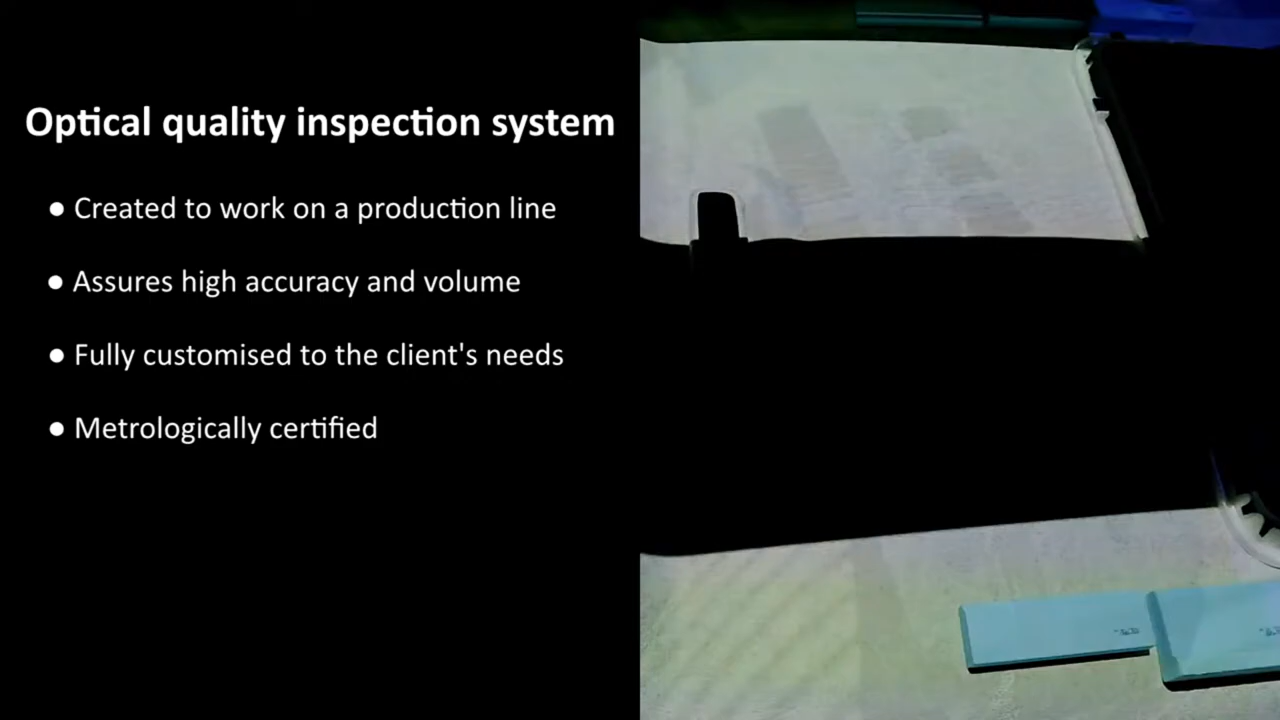 Optical quality inspection system
● Created to work on a production line
● Assures high accuracy and volume
● Fully customised to the client's needs
● Metrologically certified